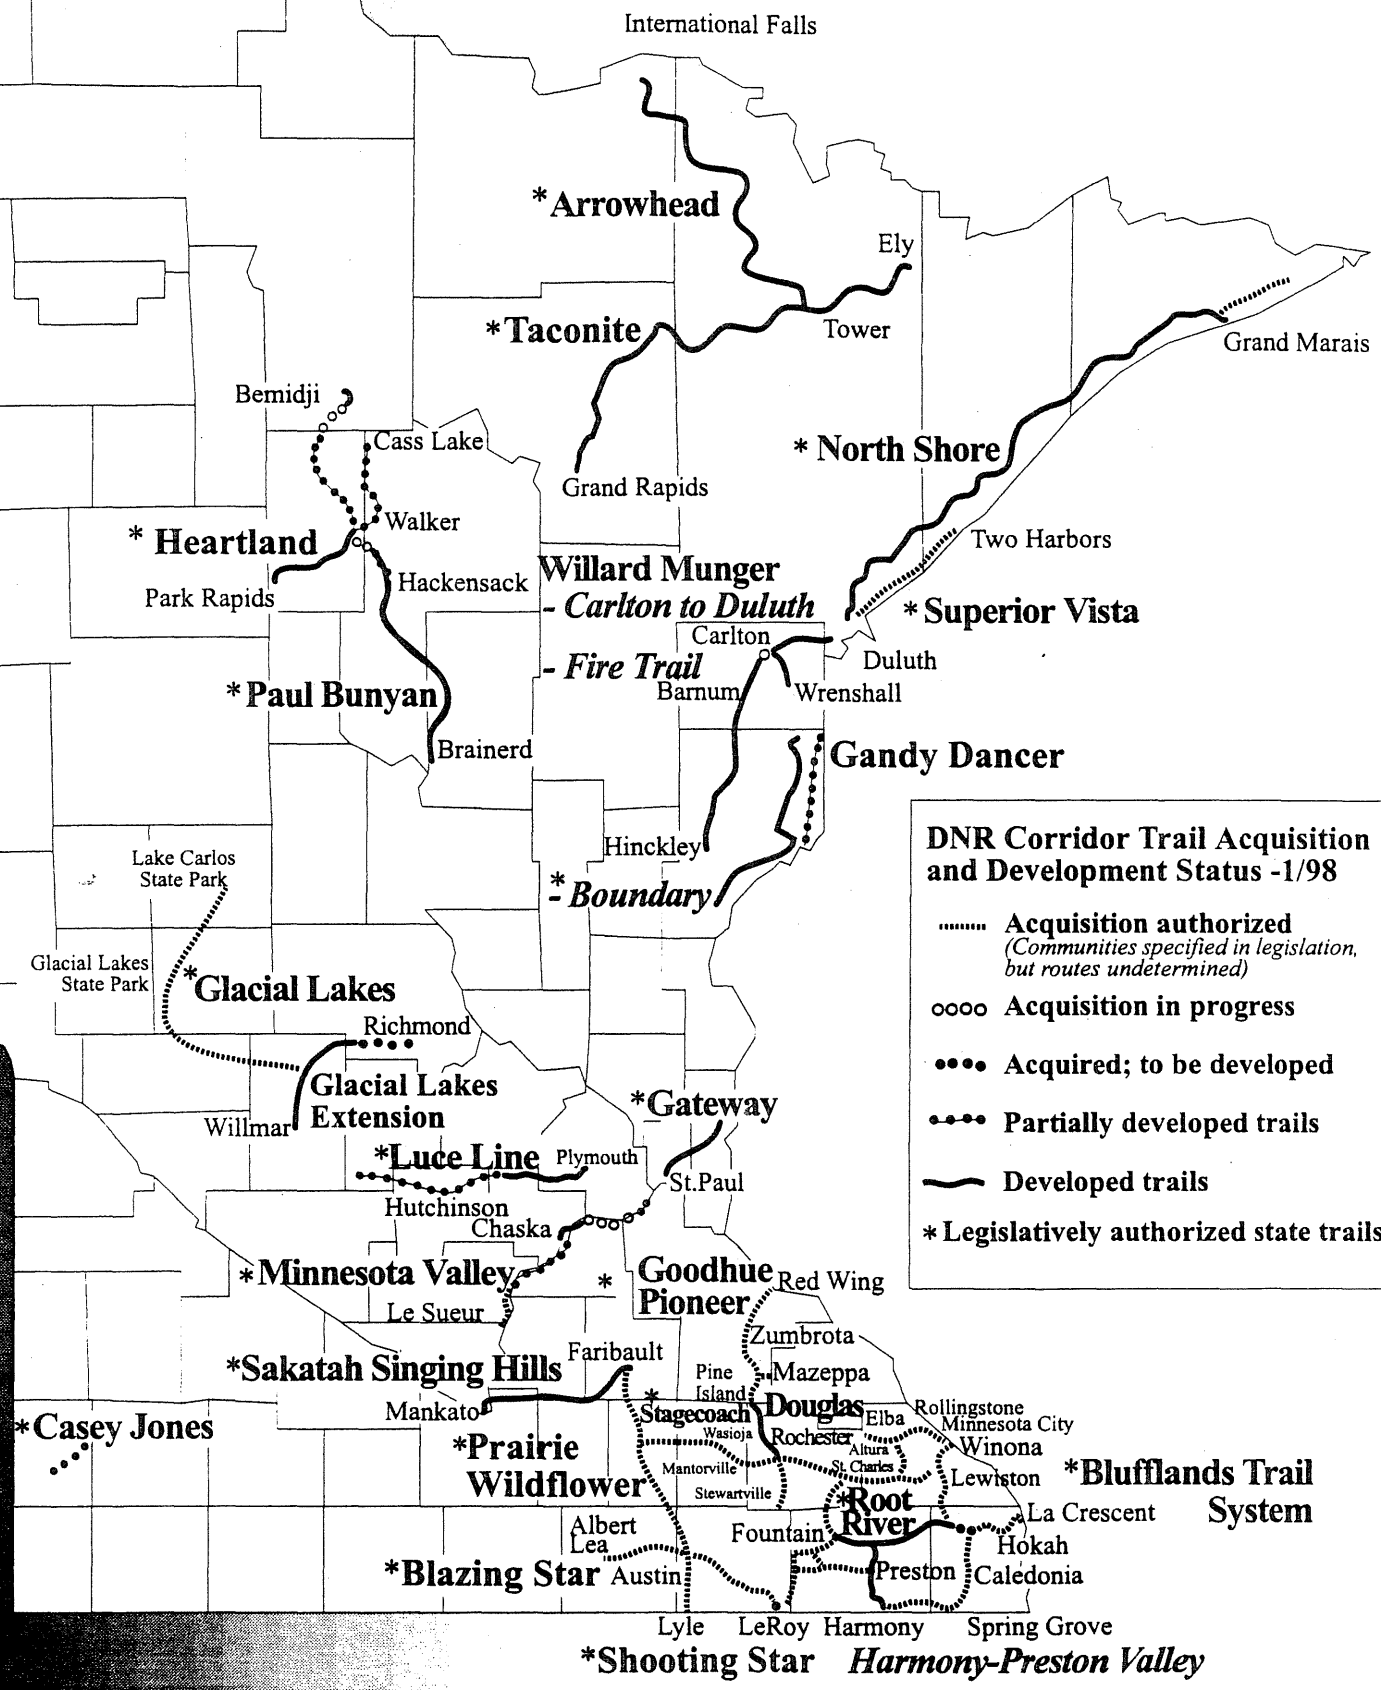 International Falls
*Arrowhead
Ely
*Taconite
Tower
Grand Marais
Bemidji
Cass Lake
* North Shore
Grand Rapids
Walker
* Heartland
Two Harbors
Willard Munger
Hackensack
Park Rapids
- Carlton to Duluth
* Superior Vista
Carlton
- Fire Trail
Duluth
Barnum
Wrenshall
* Paul Bunyan
Brainerd
Gandy Dancer
Hinckley
*
- Boundary
DNR Corridor Trail Acquisition
and Development Status -1/98
Acquisition authorized
(Communities specified in legislation,
but routes undetermined)
Acquisition in progress
Acquired; to be developed
Partially developed trails
Developed trails
* Legislatively authorized state trails
Lake Carlos
State Park
Glacial Lakes
State Park
*Glacial Lakes
Richmond
Glacial Lakes
Extension
Willmar
*Gateway
*Luce Line
Plymouth
St.Paul
Hutchinson
Chaska
*Minnesota Valley
*
Goodhue
Pioneer
Red Wing
Le Sueur
Zumbrota
Faribault
*Sakatah Singing Hills
Pine
Island
Mazeppa
Mankato
*
Stagecoach
Douglas
Elba
Rollingstone
Minnesota City
*Casey Jones
Wasioja
Rochester
Altura
Winona
*Prairie
Wildflower
Mantorville
St. Charles
Lewiston
*Blufflands Trail
System
Stewartville
*Root
River
La Crescent
Albert
Lea
Fountain
Hokah
*Blazing Star
Austin
Preston
Caledonia
Lyle
LeRoy
Harmony
Spring Grove
*Shooting Star
Harmony-Preston Valley